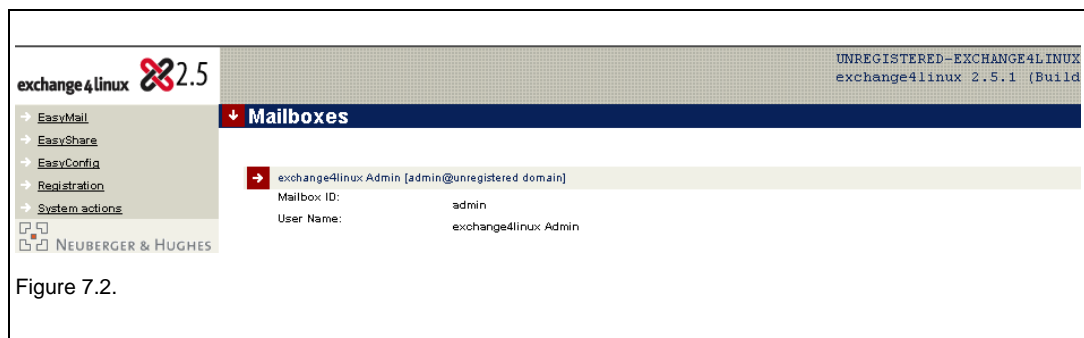 UNREGISTERED-EXCHANGE4LINUX
exchange4linux 2.5.1 (Build
exchange4linux 2.5
EasyMail
EasyShare
EasyConfig
Registration
System actions
NEUBERGER & HUGHES
Mailboxes
exchange4linux Admin [admin@unregistered domain]
Mailbox ID: admin
User Name: exchange4linux Admin
Figure 7.2.